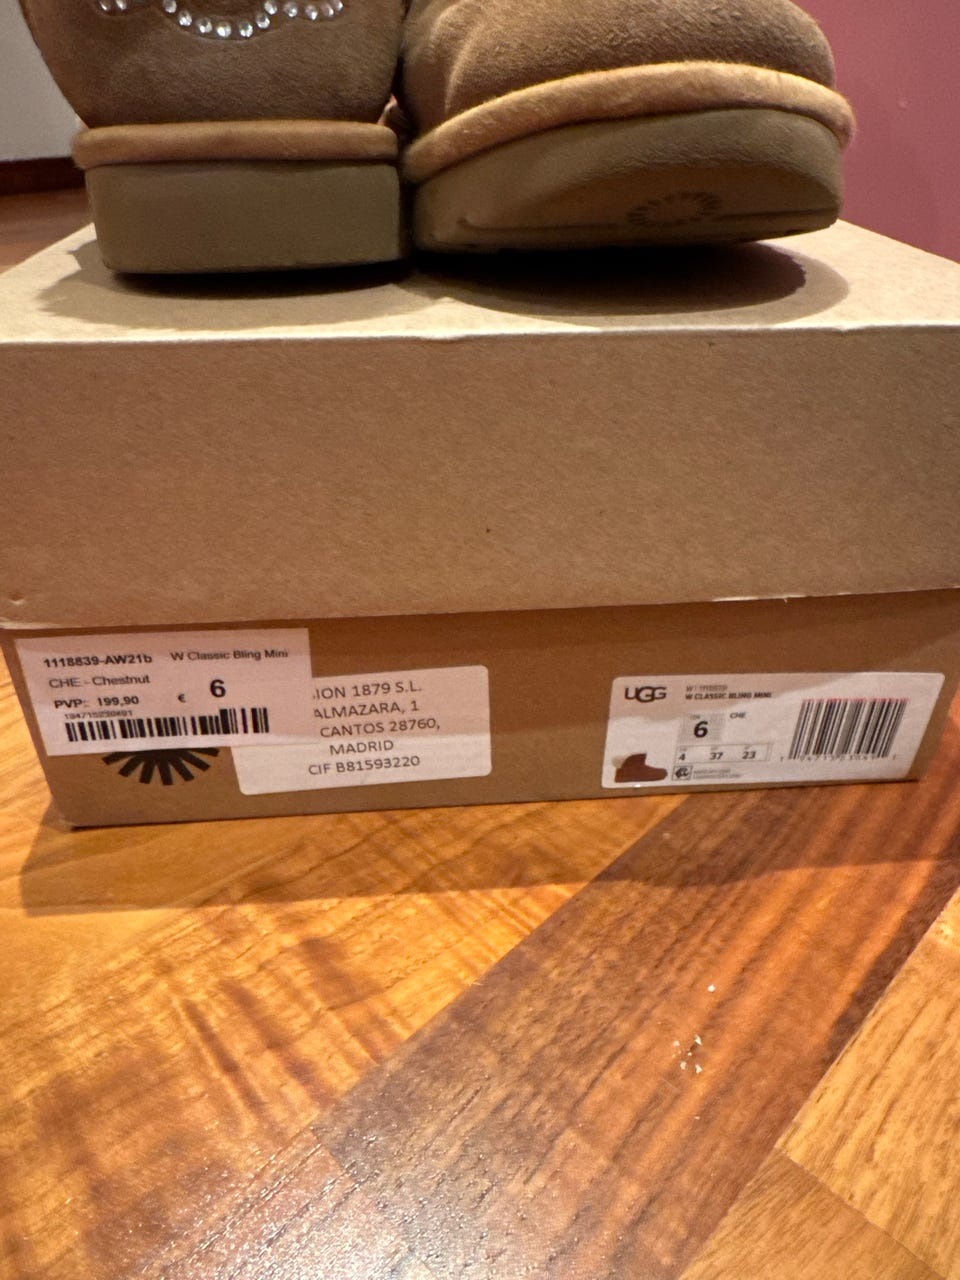 1118839-AW21b W Classic Bling Mini
CHE - Chestnut
PVP: 199,90 € 6
ION 1879 S.L.
ALMAZARA, 1
CANTOS 28760,
MADRID
CIF B81593220
UGG
W CLASSIC BLING MINI
6 CHE
4 37 23